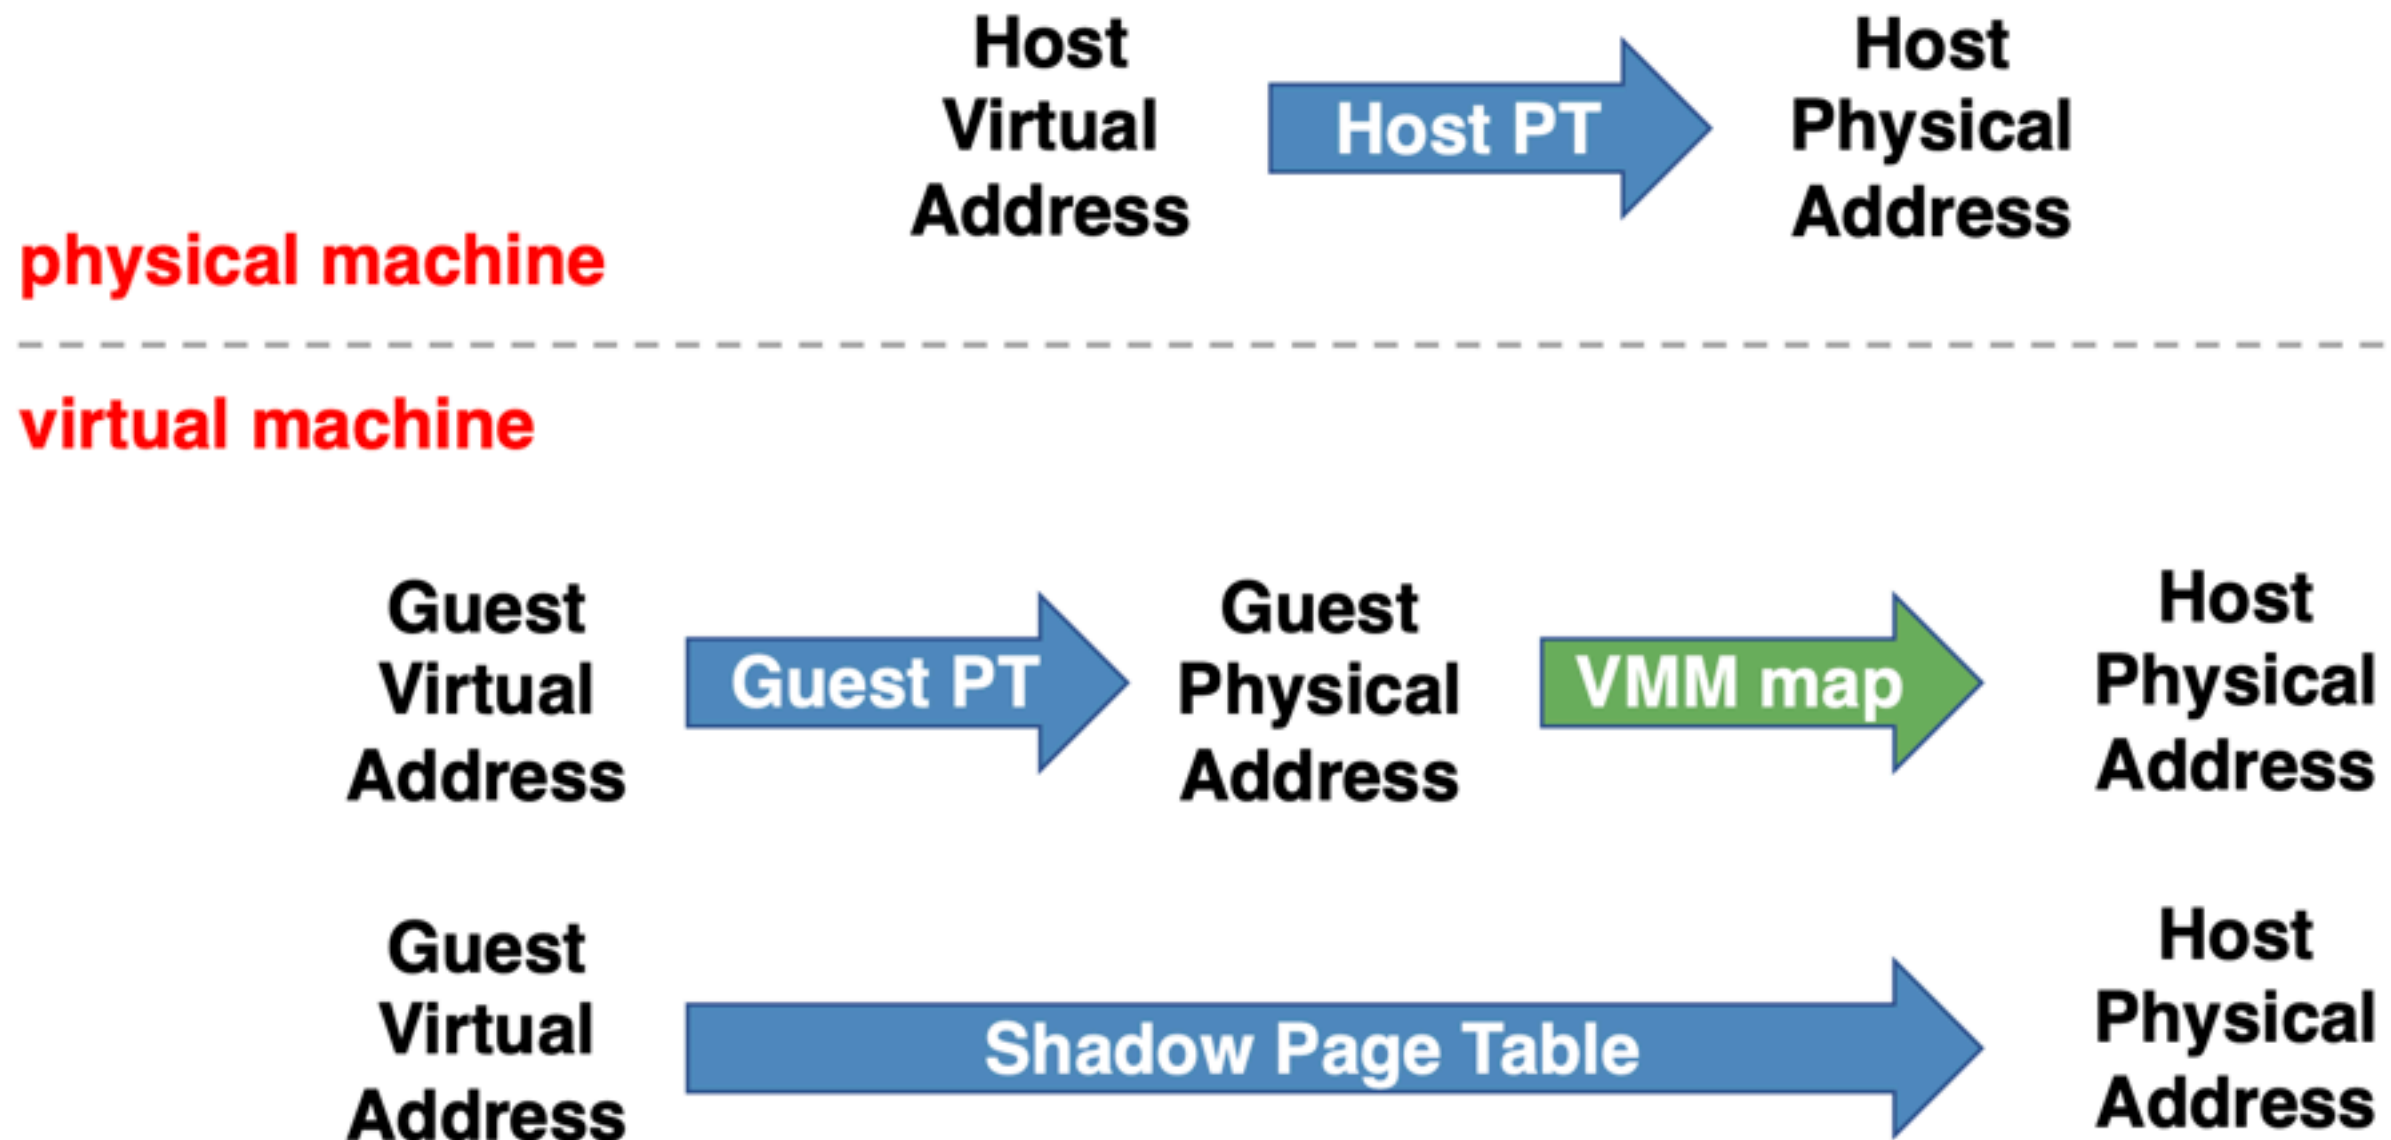 Host
Virtual
Address
Host PT
Host
Physical
Address
physical machine
virtual machine
Guest
Virtual
Address
Guest PT
Guest
Physical
Address
VMM map
Host
Physical
Address
Guest
Virtual
Address
Shadow Page Table
Host
Physical
Address